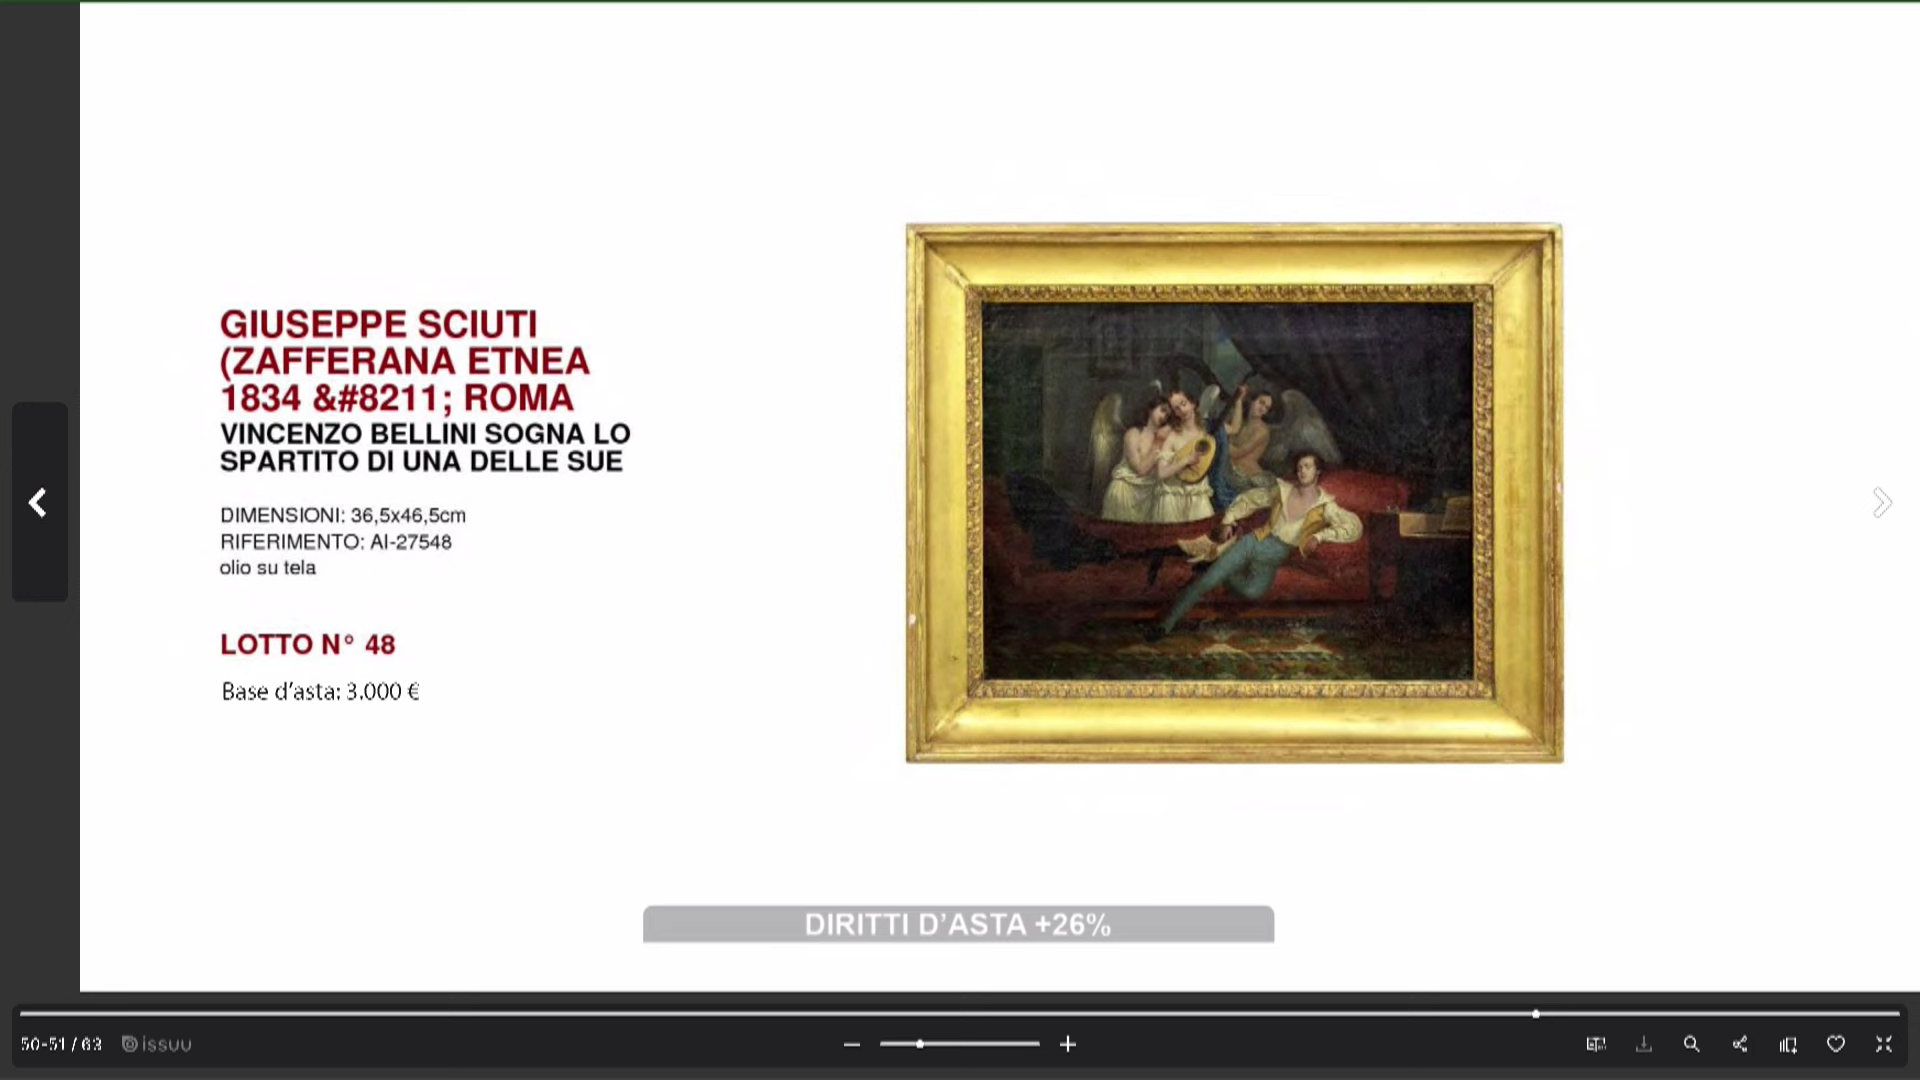 GIUSEPPE SCIUTI
(ZAFFERANA ETNEA
1834 &#8211; ROMA
VINCENZO BELLINI SOGNA LO
SPARTITO DI UNA DELLE SUE
DIMENSIONI: 36,5x46,5cm
RIFERIMENTO: AI-27548
olio su tela
LOTTO N° 48
Base d’asta: 3.000 €
DIRITTI D’ASTA +26%
50-51 / 63
issuu